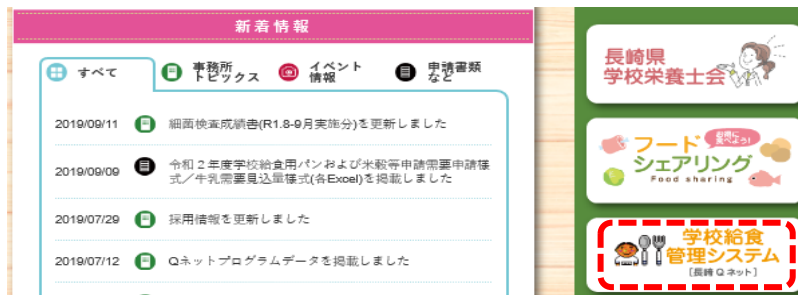 新着情報
すべて
事務所
トピックス
イベント
情報
申請書類
など
2019/09/11 細菌検査成績書(R1.8-9月実施分)を更新しました
2019/09/09 令和2年度学校給食用パンおよび米穀等申請需要申請様
式／牛乳需要見込量様式(各Excel)を掲載しました
2019/07/29 採用情報を更新しました
2019/07/12 Qネットプログラムデータを掲載しました
長崎県
学校栄養士会
お得に
食べよう!
フード
シェアリング
Food sharing
学校給食
管理システム
[長崎Qネット]